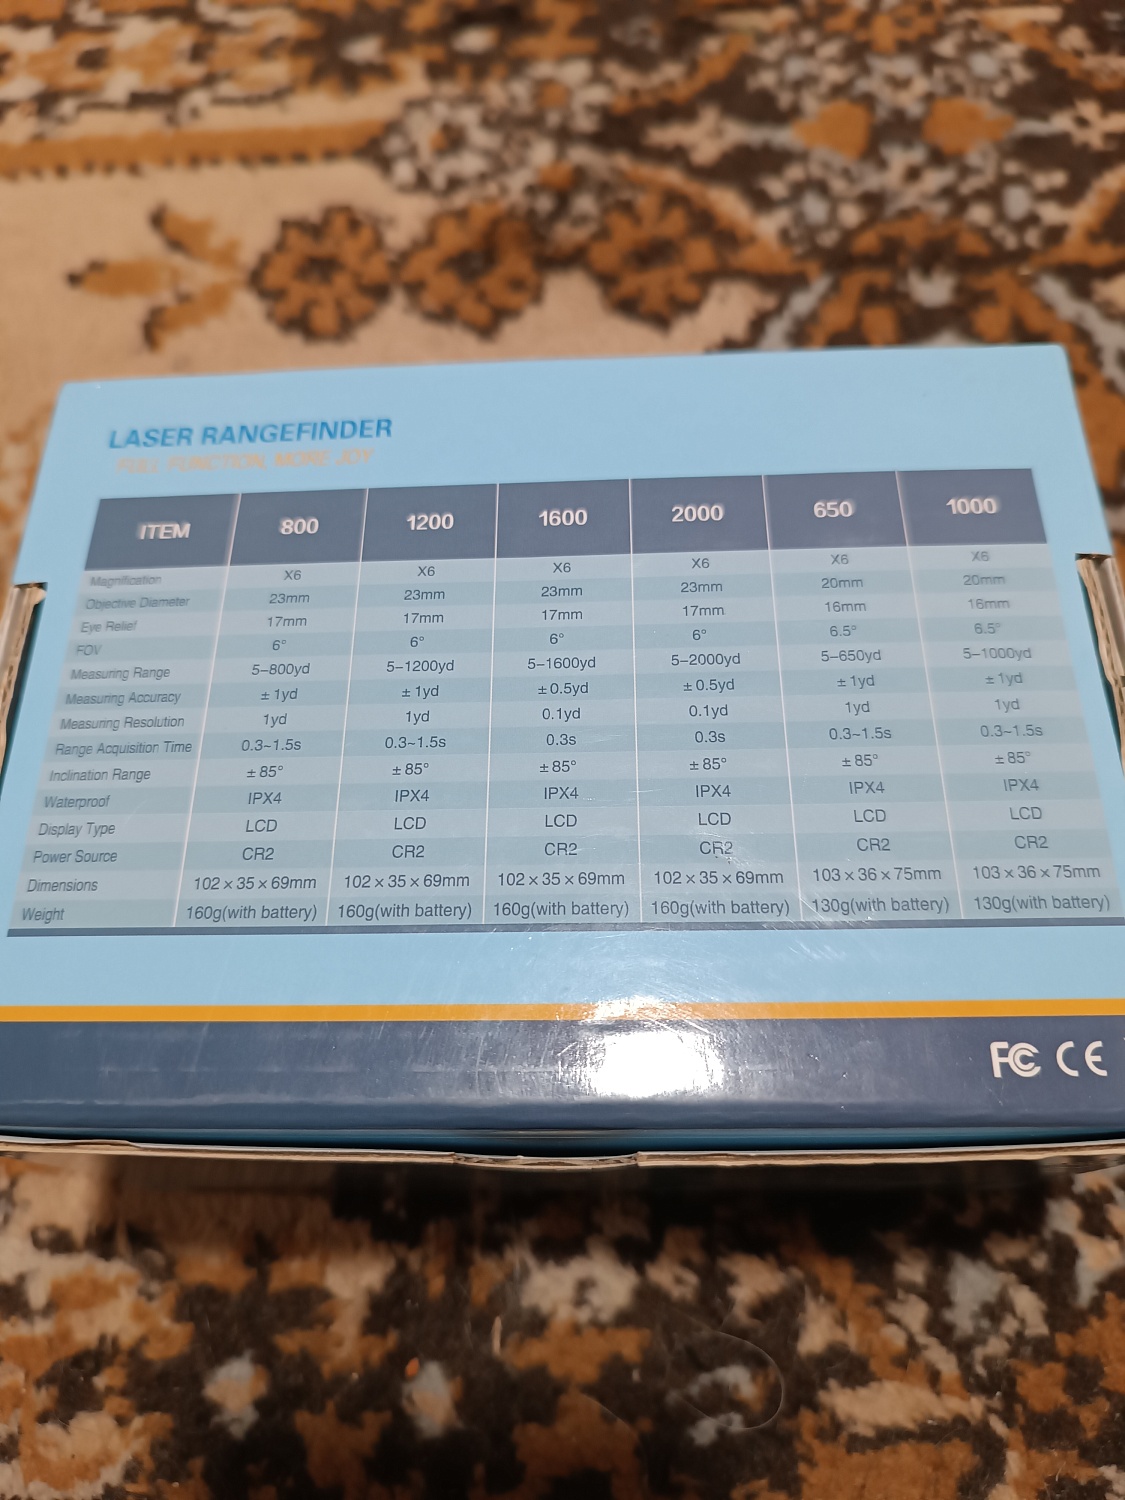 LASER RANGEFINDER
FULL FUNCTION, MORE JOY
ITEM 800 1200 1600 2000 650 1000
Magnification X6 X6 X6 X6 X6 X6
Objective Diameter 23mm 23mm 23mm 23mm 20mm 20mm
Eye Relief 17mm 17mm 17mm 17mm 16mm 16mm
FOV 6° 6° 6° 6° 6.5° 6.5°
Measuring Range 5–800yd 5–1200yd 5–1600yd 5–2000yd 5–650yd 5–1000yd
Measuring Accuracy ±1yd ±1yd ±0.5yd ±0.5yd ±1yd ±1yd
Measuring Resolution 1yd 1yd 0.1yd 0.1yd 1yd 1yd
Range Acquisition Time 0.3~1.5s 0.3~1.5s 0.3s 0.3s 0.3~1.5s 0.3~1.5s
Inclination Range ±85° ±85° ±85° ±85° ±85° ±85°
Waterproof IPX4 IPX4 IPX4 IPX4 IPX4 IPX4
Display Type LCD LCD LCD LCD LCD LCD
Power Source CR2 CR2 CR2 CR2 CR2 CR2
Dimensions 102×35×69mm 102×35×69mm 102×35×69mm 102×35×69mm 103×36×75mm 103×36×75mm
Weight 160g(with battery) 160g(with battery) 160g(with battery) 160g(with battery) 130g(with battery) 130g(with battery)
FC CE